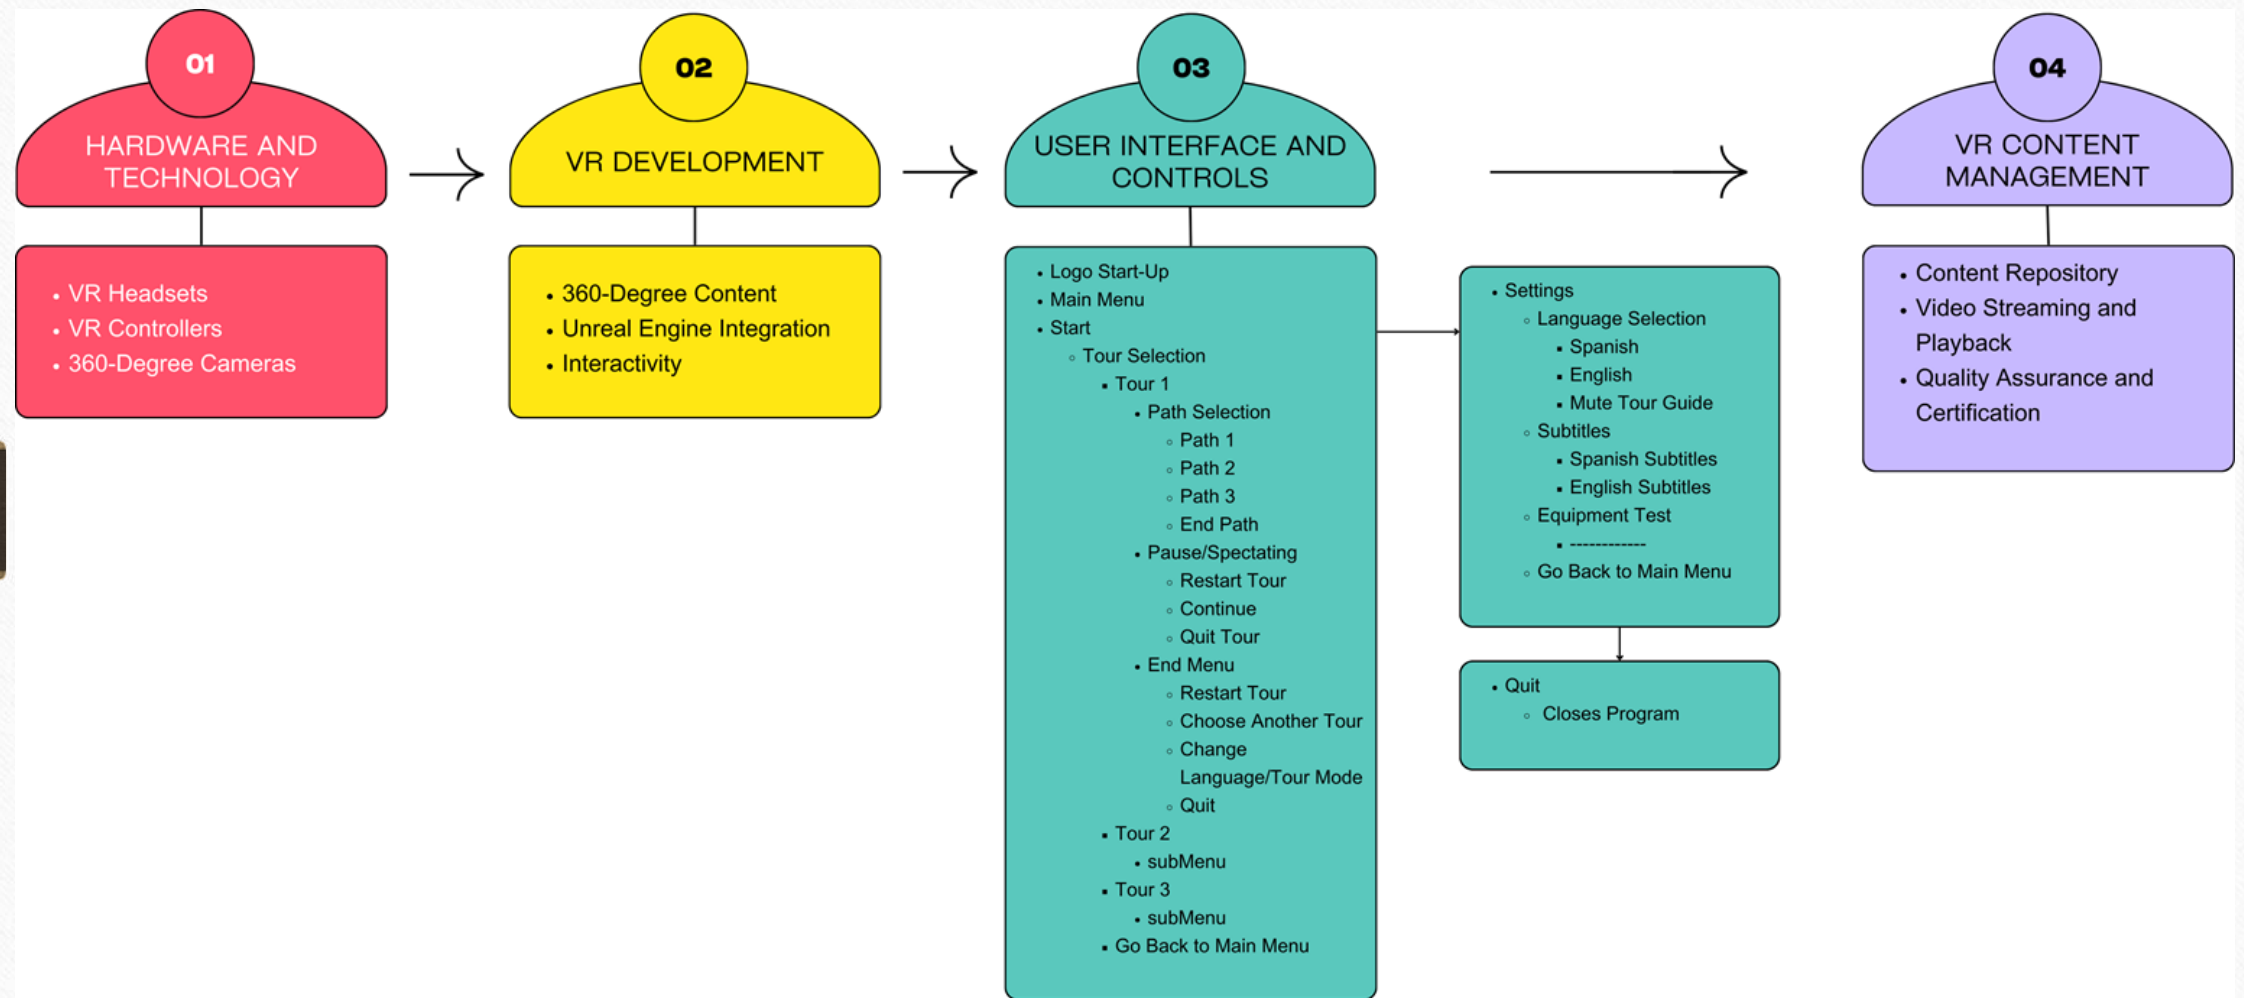 01
HARDWARE AND
TECHNOLOGY
• VR Headsets
• VR Controllers
• 360-Degree Cameras
02
VR DEVELOPMENT
• 360-Degree Content
• Unreal Engine Integration
• Interactivity
03
USER INTERFACE AND
CONTROLS
• Logo Start-Up
• Main Menu
• Start
◦ Tour Selection
▪ Tour 1
• Path Selection
◦ Path 1
◦ Path 2
◦ Path 3
◦ End Path
• Pause/Spectating
◦ Restart Tour
◦ Continue
◦ Quit Tour
• End Menu
◦ Restart Tour
◦ Choose Another Tour
◦ Change
Language/Tour Mode
◦ Quit
▪ Tour 2
• subMenu
▪ Tour 3
• subMenu
▪ Go Back to Main Menu
• Settings
◦ Language Selection
▪ Spanish
▪ English
▪ Mute Tour Guide
◦ Subtitles
▪ Spanish Subtitles
▪ English Subtitles
◦ Equipment Test
▪ ------------
◦ Go Back to Main Menu
• Quit
◦ Closes Program
04
VR CONTENT
MANAGEMENT
• Content Repository
• Video Streaming and
Playback
• Quality Assurance and
Certification